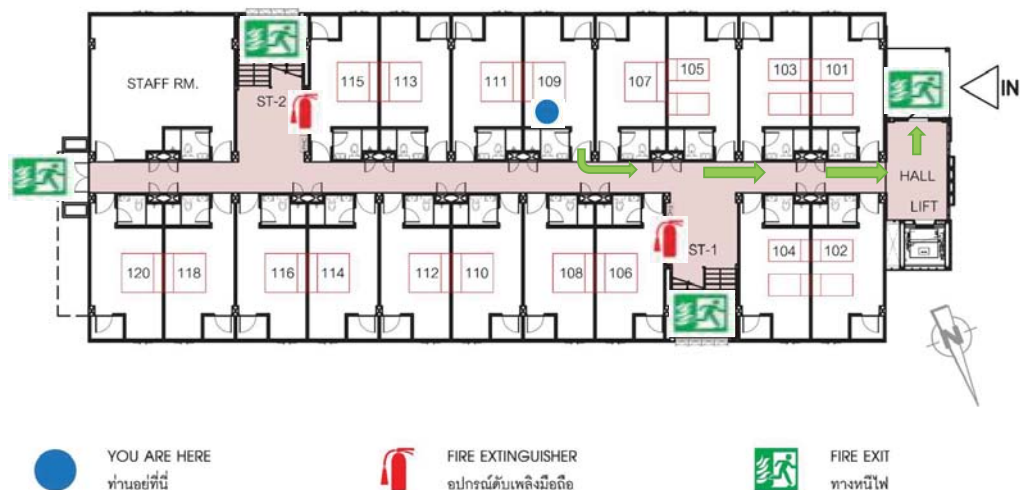 STAFF RM.
ST-2
115
113
111
109
107
105
103
101
IN
HALL
LIFT
ST-1
120
118
116
114
112
110
108
106
104
102
N
YOU ARE HERE
ท่านอยู่ที่นี่
FIRE EXTINGUISHER
อุปกรณ์ดับเพลิงมือถือ
FIRE EXIT
ทางหนีไฟ